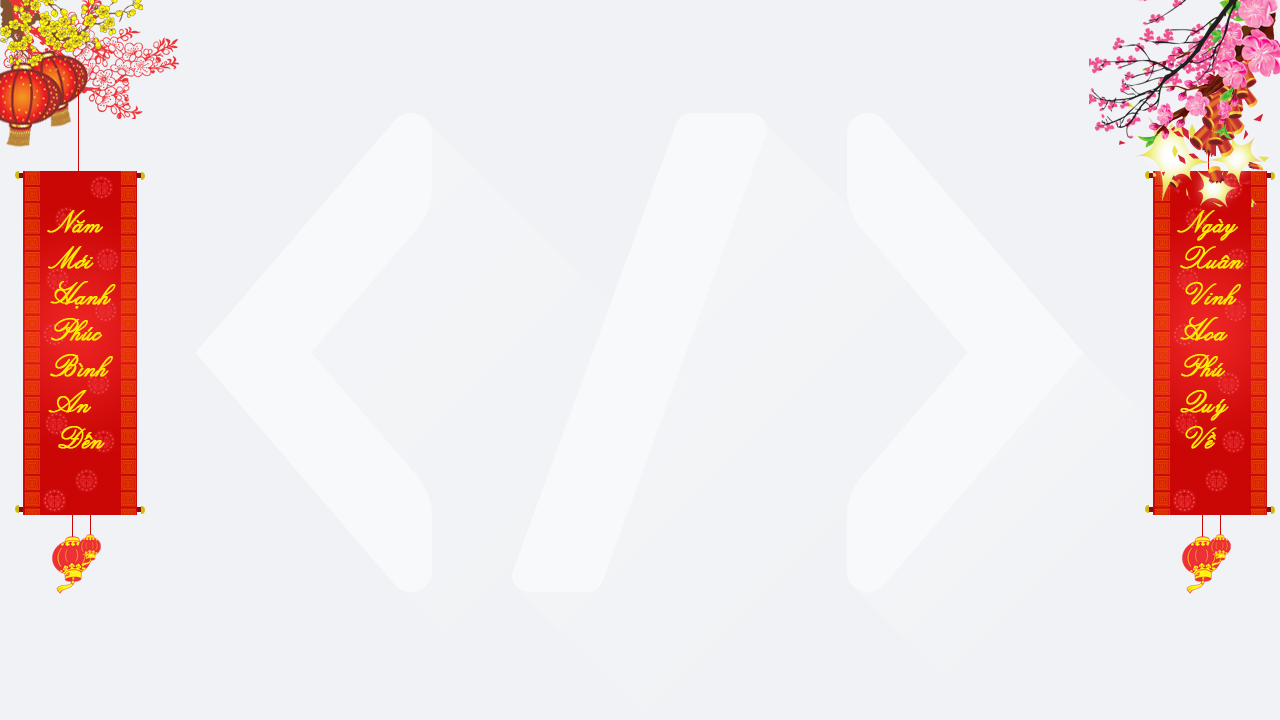 Năm
Mới
Hạnh
Phúc
Bình
An
Đến
Ngày
Xuân
Vinh
Hoa
Phú
Quý
Về